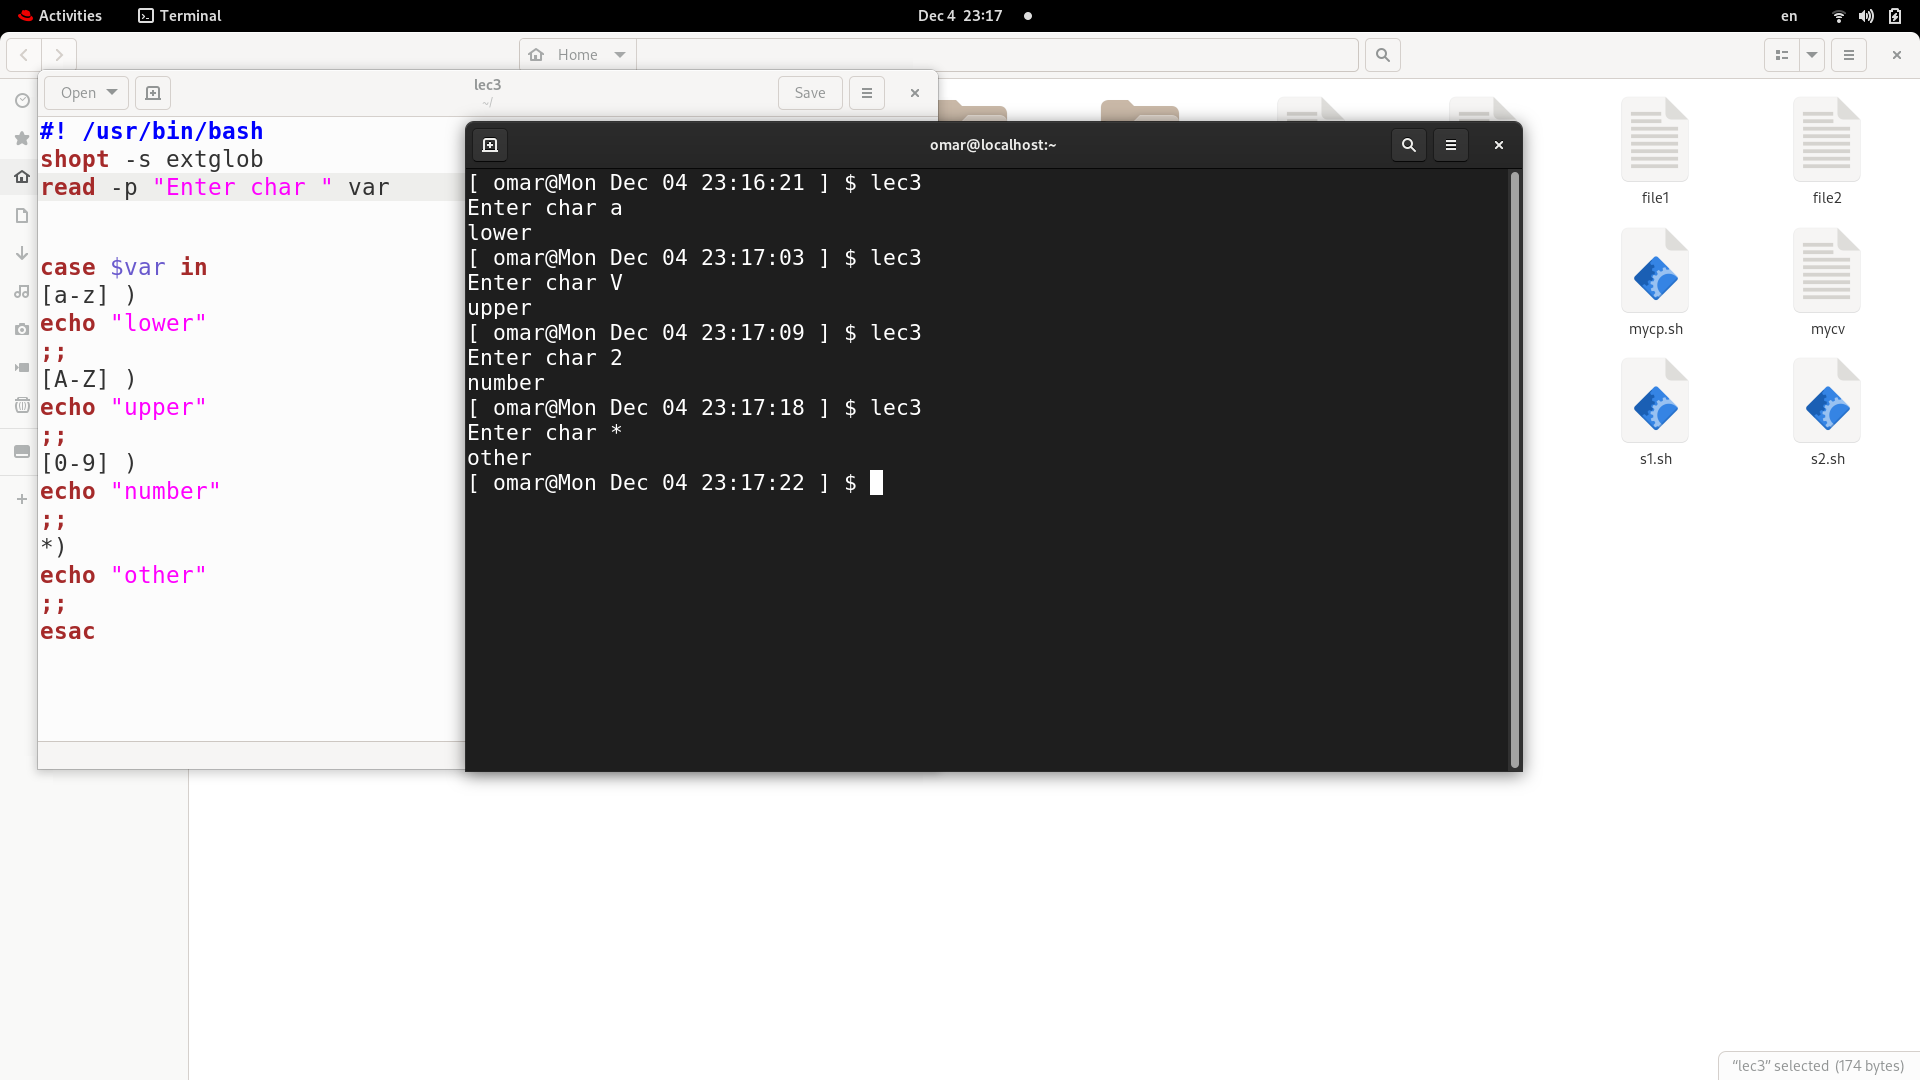 Activities Terminal Dec 4 23:17 en
Home
Open lec3 Save
~/
#! /usr/bin/bash
shopt -s extglob
read -p "Enter char " var
case $var in
[a-z] )
echo "lower"
;;
[A-Z] )
echo "upper"
;;
[0-9] )
echo "number"
;;
*)
echo "other"
;;
esac
omar@localhost:~
[ omar@Mon Dec 04 23:16:21 ] $ lec3
Enter char a
lower
[ omar@Mon Dec 04 23:17:03 ] $ lec3
Enter char V
upper
[ omar@Mon Dec 04 23:17:09 ] $ lec3
Enter char 2
number
[ omar@Mon Dec 04 23:17:18 ] $ lec3
Enter char *
other
[ omar@Mon Dec 04 23:17:22 ] $
file1 file2
mycp.sh mycv
s1.sh s2.sh
"lec3" selected (174 bytes)